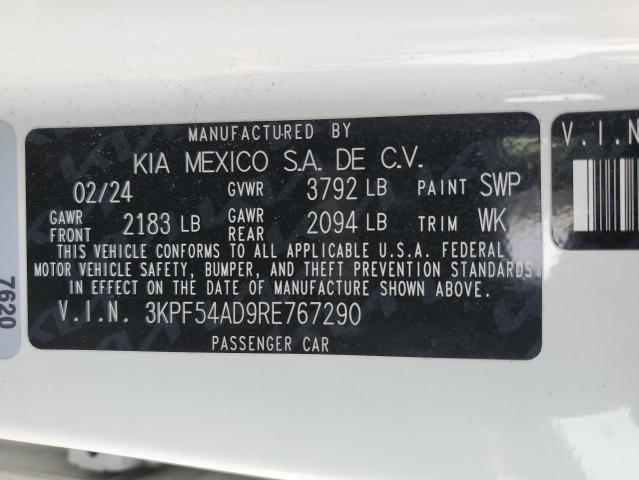 MANUFACTURED BY
KIA MEXICO S.A. DE C.V.
02/24 GVWR 3792 LB PAINT SWP
GAWR FRONT 2183 LB GAWR REAR 2094 LB TRIM WK
THIS VEHICLE CONFORMS TO ALL APPLICABLE U.S.A. FEDERAL
MOTOR VEHICLE SAFETY, BUMPER, AND THEFT PREVENTION STANDARDS
IN EFFECT ON THE DATE OF MANUFACTURE SHOWN ABOVE.
V.I.N. 3KPF54AD9RE767290
PASSENGER CAR
V.I.N
7620